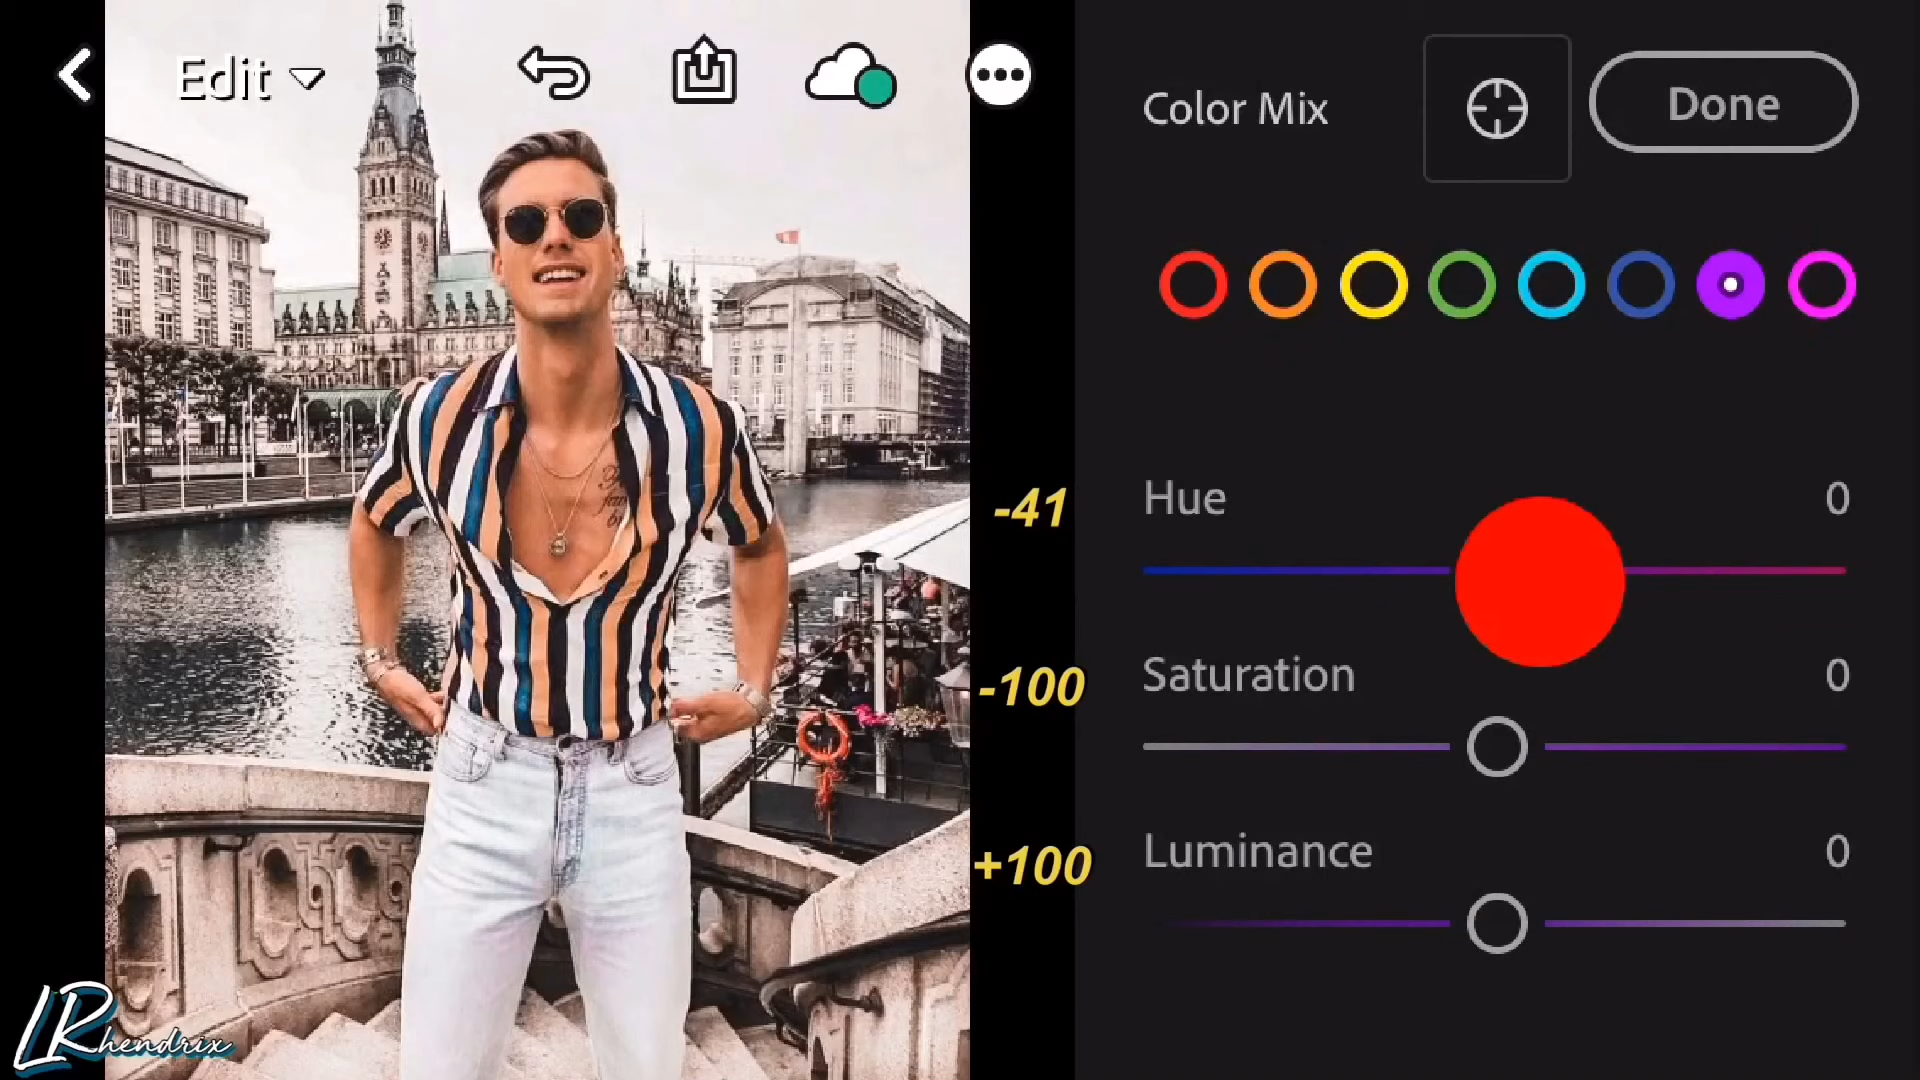 Edit
Color Mix
Done
-41
Hue
0
-100
Saturation
0
+100
Luminance
0
LRhendrix